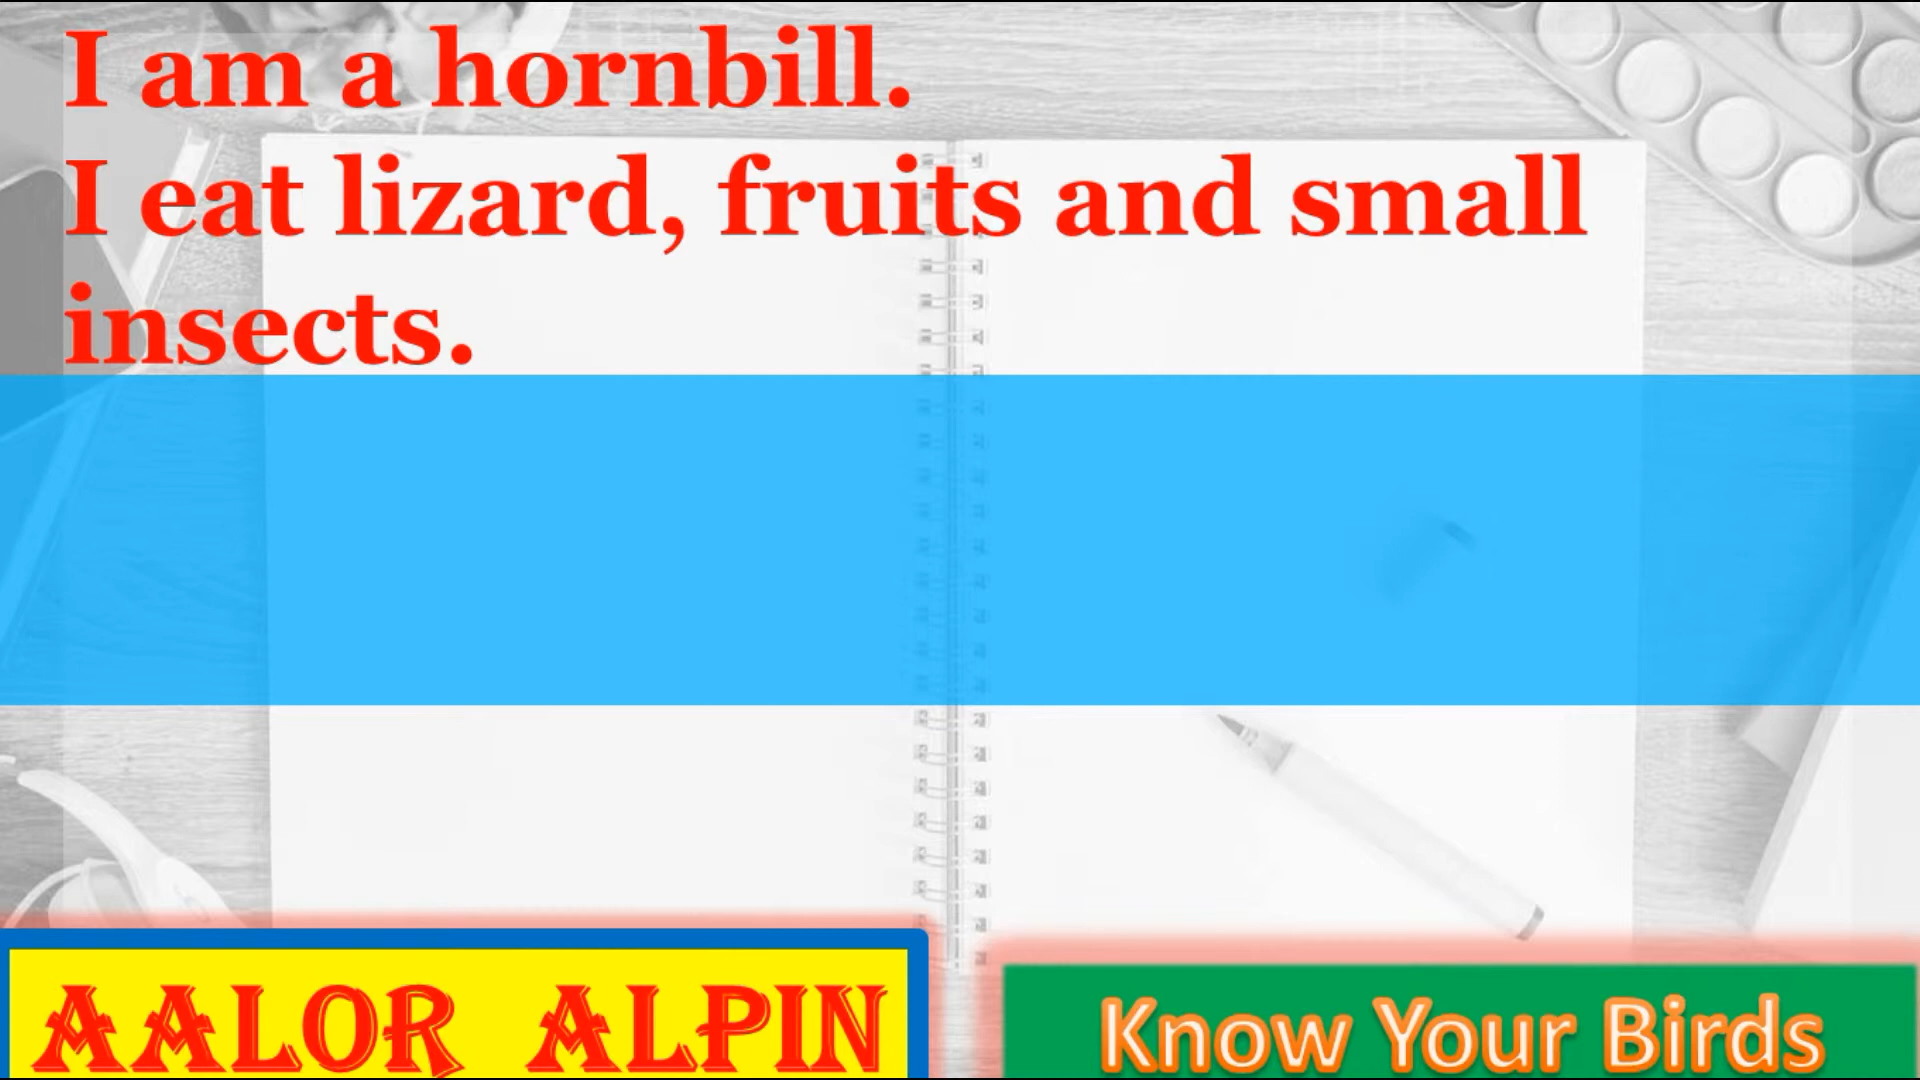 I am a hornbill.
I eat lizard, fruits and small
insects.
AALOR ALPIN
Know Your Birds